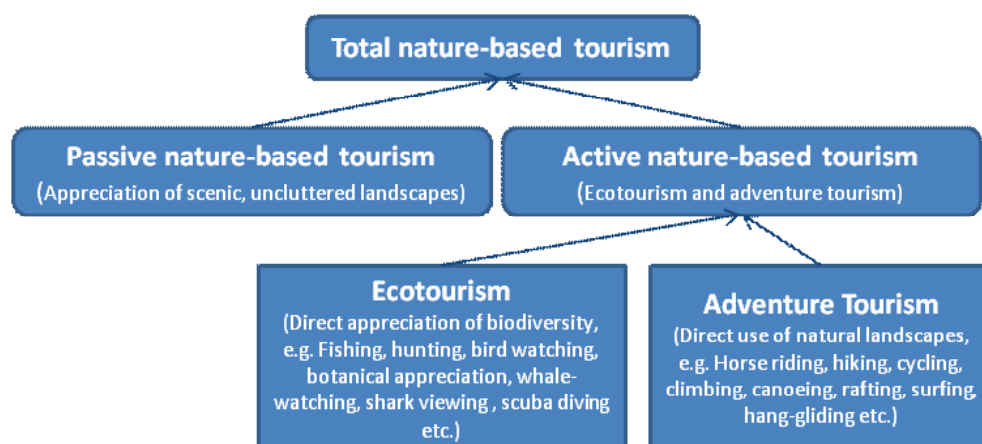 Total nature-based tourism
Passive nature-based tourism
(Appreciation of scenic, uncluttered landscapes)
Active nature-based tourism
(Ecotourism and adventure tourism)
Ecotourism
(Direct appreciation of biodiversity,
e.g. Fishing, hunting, bird watching,
botanical appreciation, whale-
watching, shark viewing , scuba diving
etc.)
Adventure Tourism
(Direct use of natural landscapes,
e.g. Horse riding, hiking, cycling,
climbing, canoeing, rafting, surfing,
hang-gliding etc.)